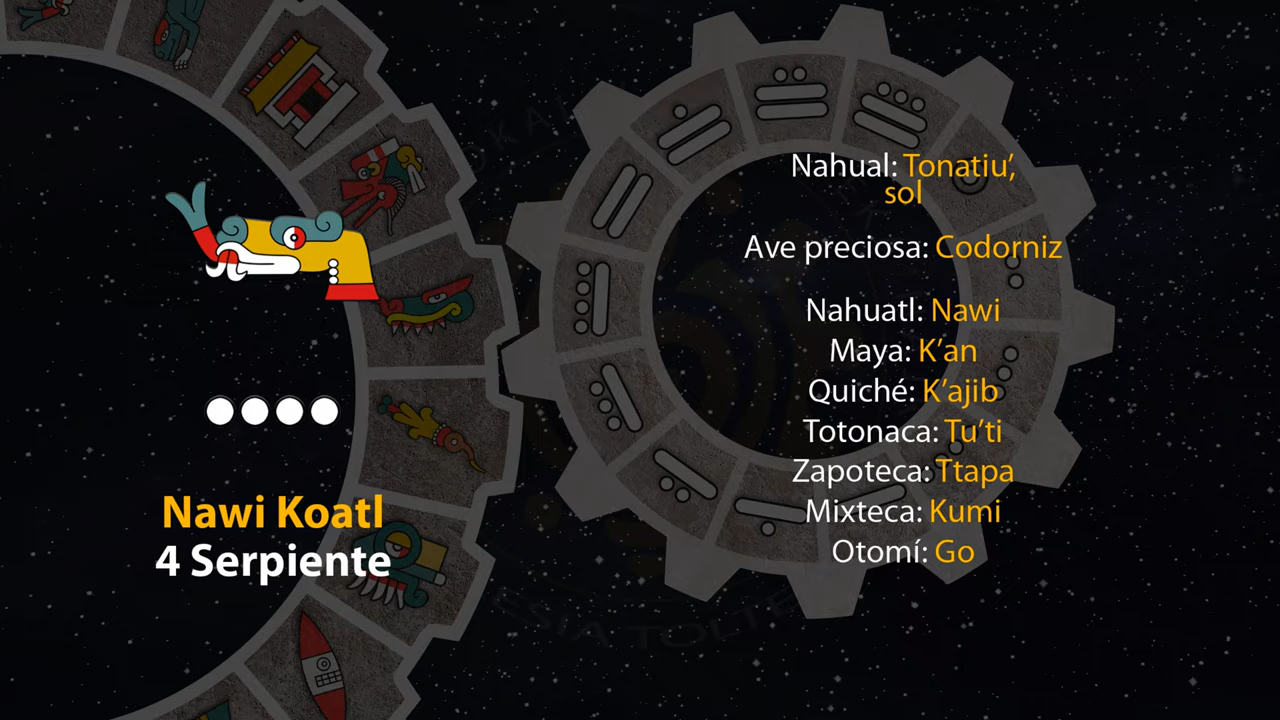 Nawi Koatl
4 Serpiente
Nahual: Tonatiu’,
sol
Ave preciosa: Codorniz
Nahuatl: Nawi
Maya: K’an
Quiché: K’ajib
Totonaca: Tu’ti
Zapoteca: Ttapa
Mixteca: Kumi
Otomí: Go